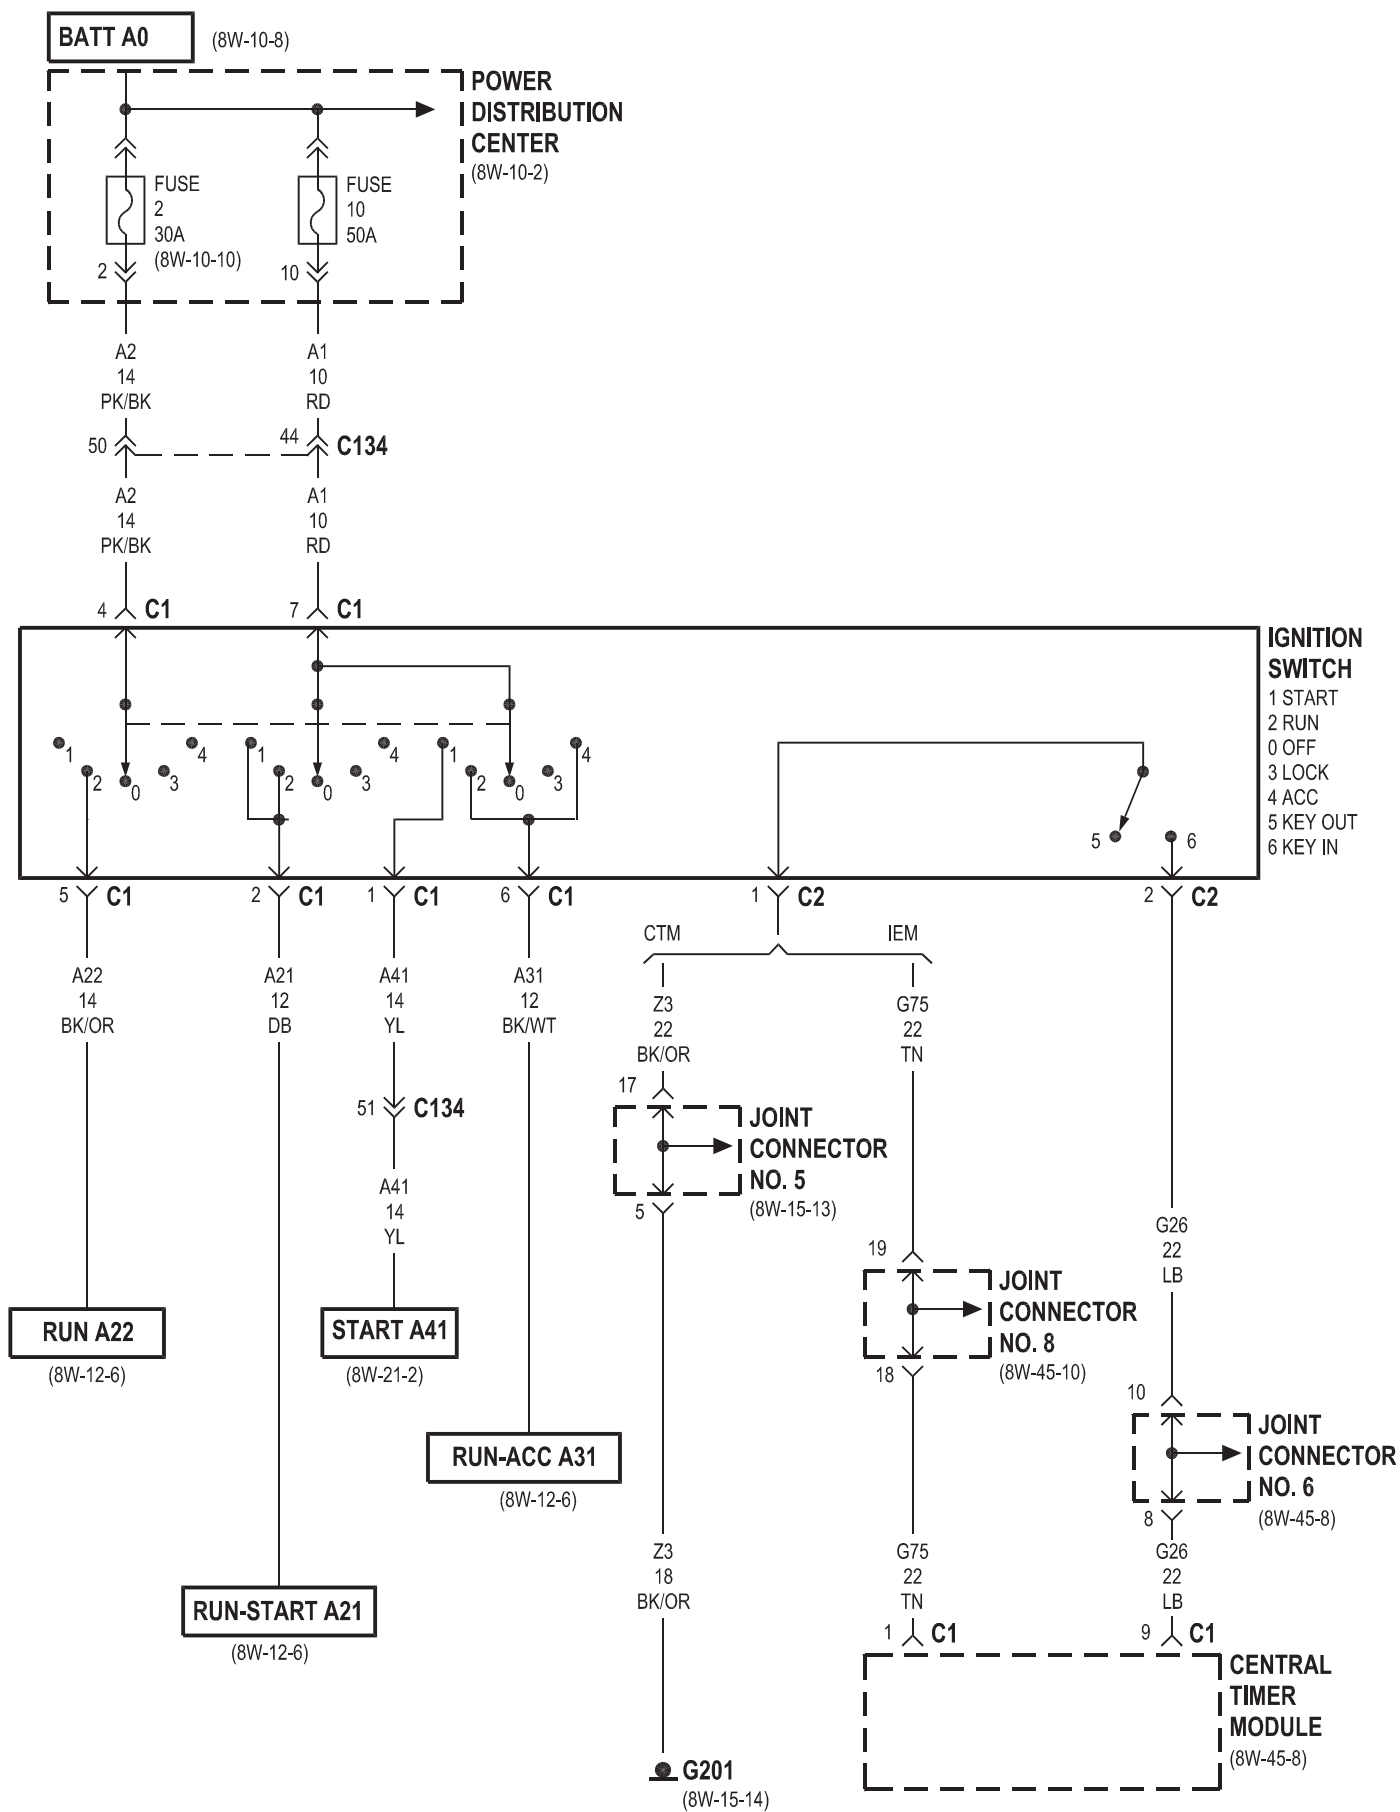 BATT A0
(8W-10-8)
POWER
DISTRIBUTION
CENTER
(8W-10-2)
FUSE
2
30A
(8W-10-10)
FUSE
10
50A
2
10
A2
14
PK/BK
A1
10
RD
50
44
C134
A2
14
PK/BK
A1
10
RD
4
C1
7
C1
IGNITION
SWITCH
1 START
2 RUN
0 OFF
3 LOCK
4 ACC
5 KEY OUT
6 KEY IN
1
2
0
3
4
1
2
0
3
4
1
2
0
3
4
5
6
5
C1
2
C1
1
C1
6
C1
1
C2
2
C2
CTM
IEM
A22
14
BK/OR
A21
12
DB
A41
14
YL
A31
12
BK/WT
Z3
22
BK/OR
G75
22
TN
51
C134
17
JOINT
CONNECTOR
NO. 5
(8W-15-13)
5
A41
14
YL
G26
22
LB
19
JOINT
CONNECTOR
NO. 8
(8W-45-10)
18
RUN A22
(8W-12-6)
START A41
(8W-21-2)
10
JOINT
CONNECTOR
NO. 6
(8W-45-8)
8
RUN-ACC A31
(8W-12-6)
Z3
18
BK/OR
G75
22
TN
G26
22
LB
RUN-START A21
(8W-12-6)
1
C1
9
C1
CENTRAL
TIMER
MODULE
(8W-45-8)
G201
(8W-15-14)